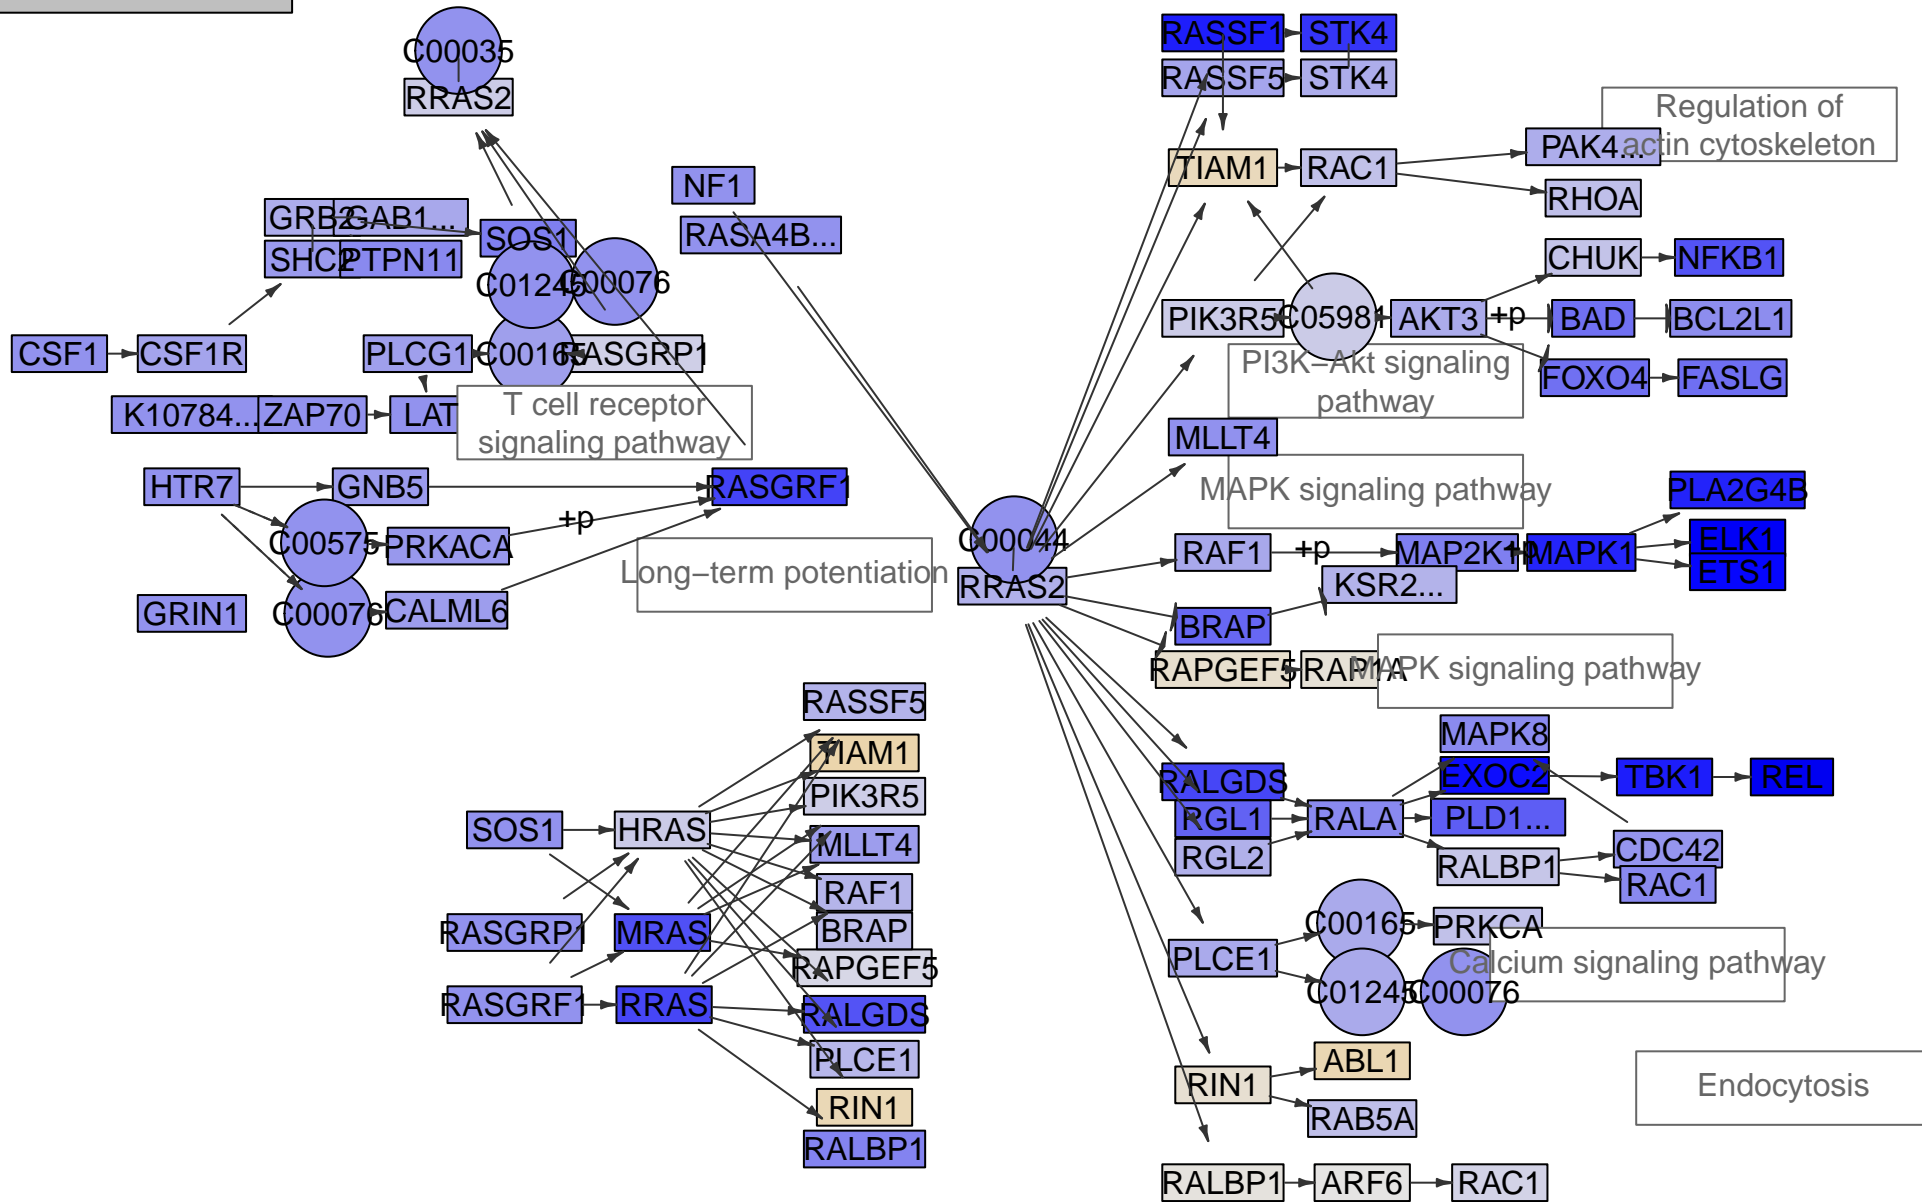 C00035
RRAS2
NF1
RASA4B...
GRB2
GAB1...
SOS1
SHC2
PTPN11
C01245
C00076
CSF1
CSF1R
PLCG1
C00165
RASGRP1
K10784...
ZAP70
LAT
T cell receptor
signaling pathway
HTR7
GNB5
RASGRF1
C00575
PRKACA
+p
Long−term potentiation
GRIN1
C00076
CALML6
C00044
RRAS2
RASSF1
STK4
RASSF5
STK4
Regulation of
actin cytoskeleton
PAK4...
TIAM1
RAC1
RHOA
CHUK
NFKB1
PIK3R5
C05981
AKT3
+p
BAD
BCL2L1
PI3K−Akt signaling
pathway
FOXO4
FASLG
MLLT4
MAPK signaling pathway
PLA2G4B
RAF1
+p
MAP2K1
+p
MAPK1
ELK1
ETS1
KSR2...
BRAP
RAPGEF5
RAP1A
MAPK signaling pathway
MAPK8
RALGDS
EXOC2
TBK1
REL
RGL1
RALA
PLD1...
RGL2
RALBP1
CDC42
RAC1
C00165
PRKCA
PLCE1
Calcium signaling pathway
C01245
C00076
ABL1
RIN1
RAB5A
Endocytosis
RALBP1
ARF6
RAC1
RASSF5
TIAM1
PIK3R5
SOS1
HRAS
MLLT4
RAF1
RASGRP1
MRAS
BRAP
RAPGEF5
RASGRF1
RRAS
RALGDS
PLCE1
RIN1
RALBP1